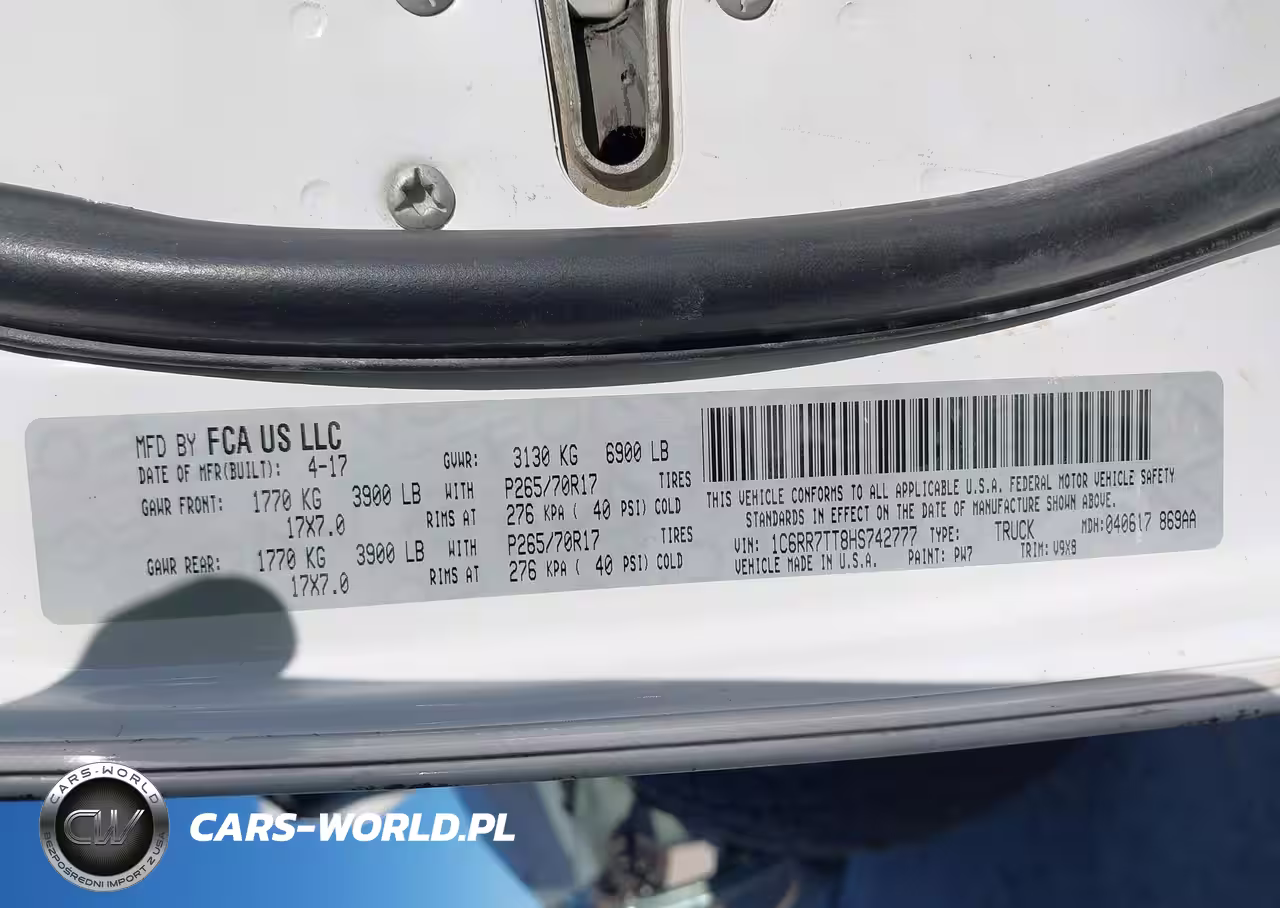 MFD BY FCA US LLC
DATE OF MFR(BUILT): 4-17
GVWR: 3130 KG 6900 LB
GAWR FRONT: 1770 KG 3900 LB WITH P265/70R17 TIRES
17X7.0 RIMS AT 276 KPA ( 40 PSI) COLD
GAWR REAR: 1770 KG 3900 LB WITH P265/70R17 TIRES
17X7.0 RIMS AT 276 KPA ( 40 PSI) COLD
THIS VEHICLE CONFORMS TO ALL APPLICABLE U.S.A. FEDERAL MOTOR VEHICLE SAFETY
STANDARDS IN EFFECT ON THE DATE OF MANUFACTURE SHOWN ABOVE.
VIN: 1C6RR7TT8HS742777 TYPE: TRUCK MDH:040617 869AA
VEHICLE MADE IN U.S.A. PAINT: PW7 TRIM: V9X8
CARS-WORLD
CW
BEZPOŚREDNI IMPORT Z USA
CARS-WORLD.PL